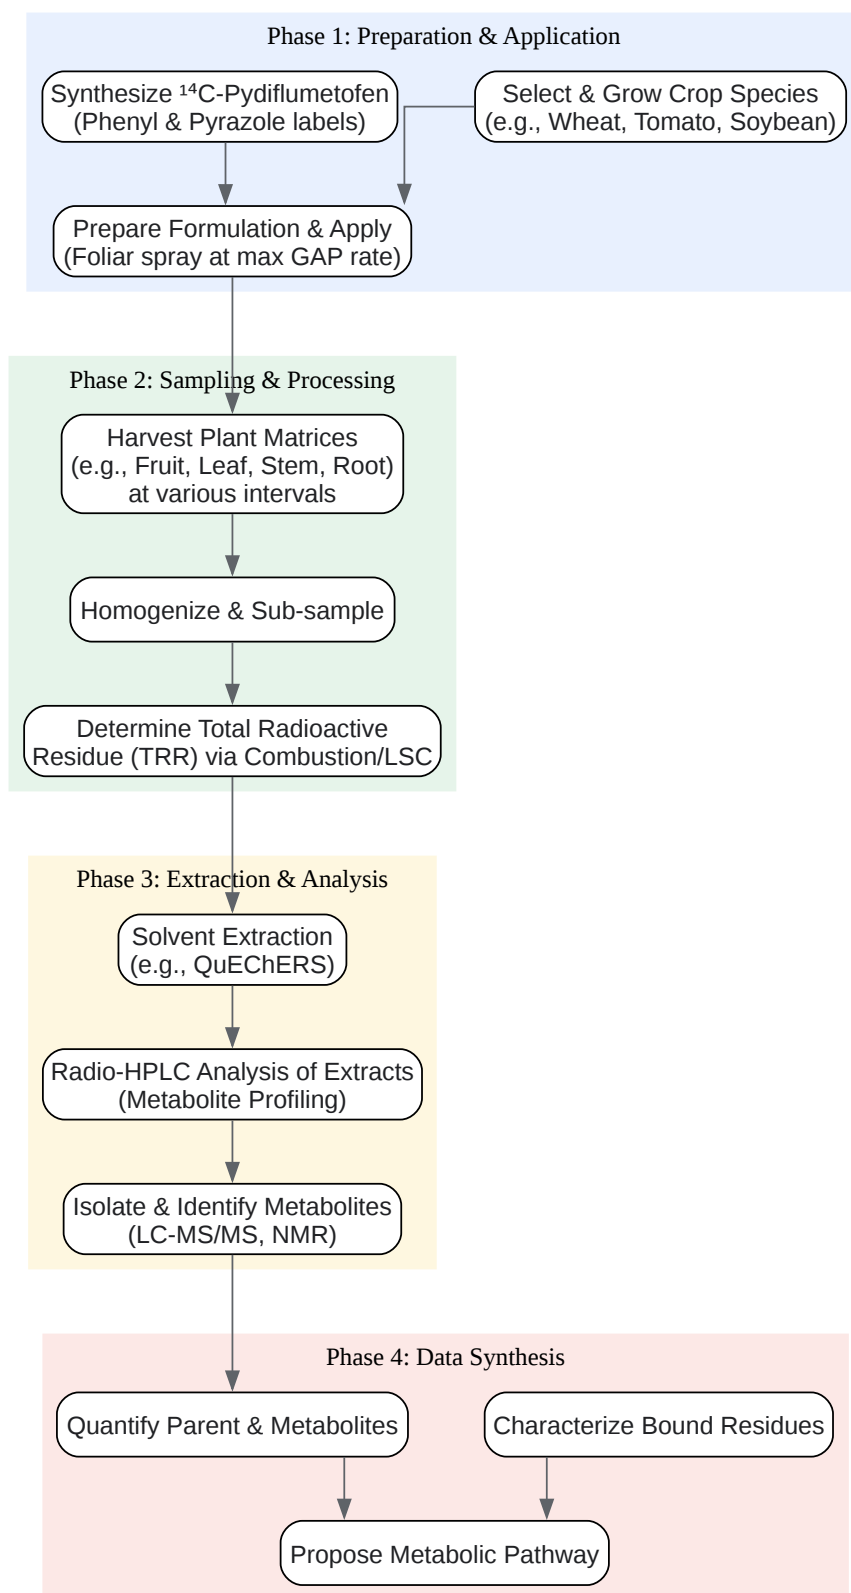 Phase 1: Preparation & Application
Synthesize ¹⁴C-Pydiflumetofen
(Phenyl & Pyrazole labels)
Select & Grow Crop Species
(e.g., Wheat, Tomato, Soybean)
Prepare Formulation & Apply
(Foliar spray at max GAP rate)
Phase 2: Sampling & Processing
Harvest Plant Matrices
(e.g., Fruit, Leaf, Stem, Root)
at various intervals
Homogenize & Sub-sample
Determine Total Radioactive
Residue (TRR) via Combustion/LSC
Phase 3: Extraction & Analysis
Solvent Extraction
(e.g., QuEChERS)
Radio-HPLC Analysis of Extracts
(Metabolite Profiling)
Isolate & Identify Metabolites
(LC-MS/MS, NMR)
Phase 4: Data Synthesis
Quantify Parent & Metabolites
Characterize Bound Residues
Propose Metabolic Pathway